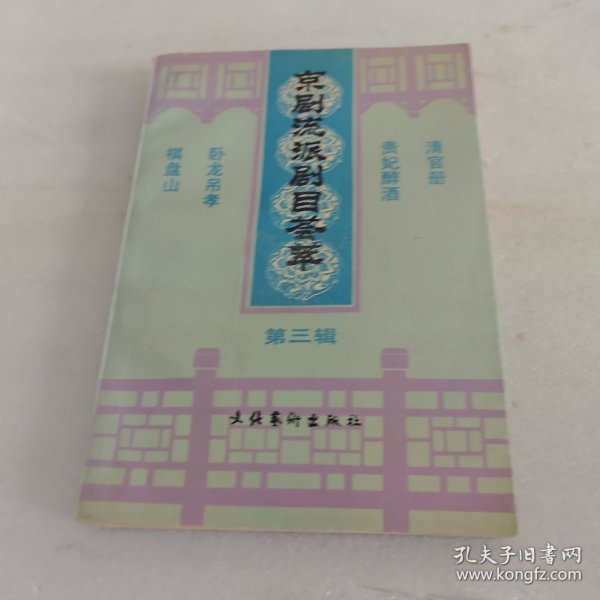 京剧流派剧目荟萃
清官册
贵妃醉酒
卧龙吊孝
棋盘山
第三辑
文化艺术出版社
孔夫子旧书网
www.kongfz.com